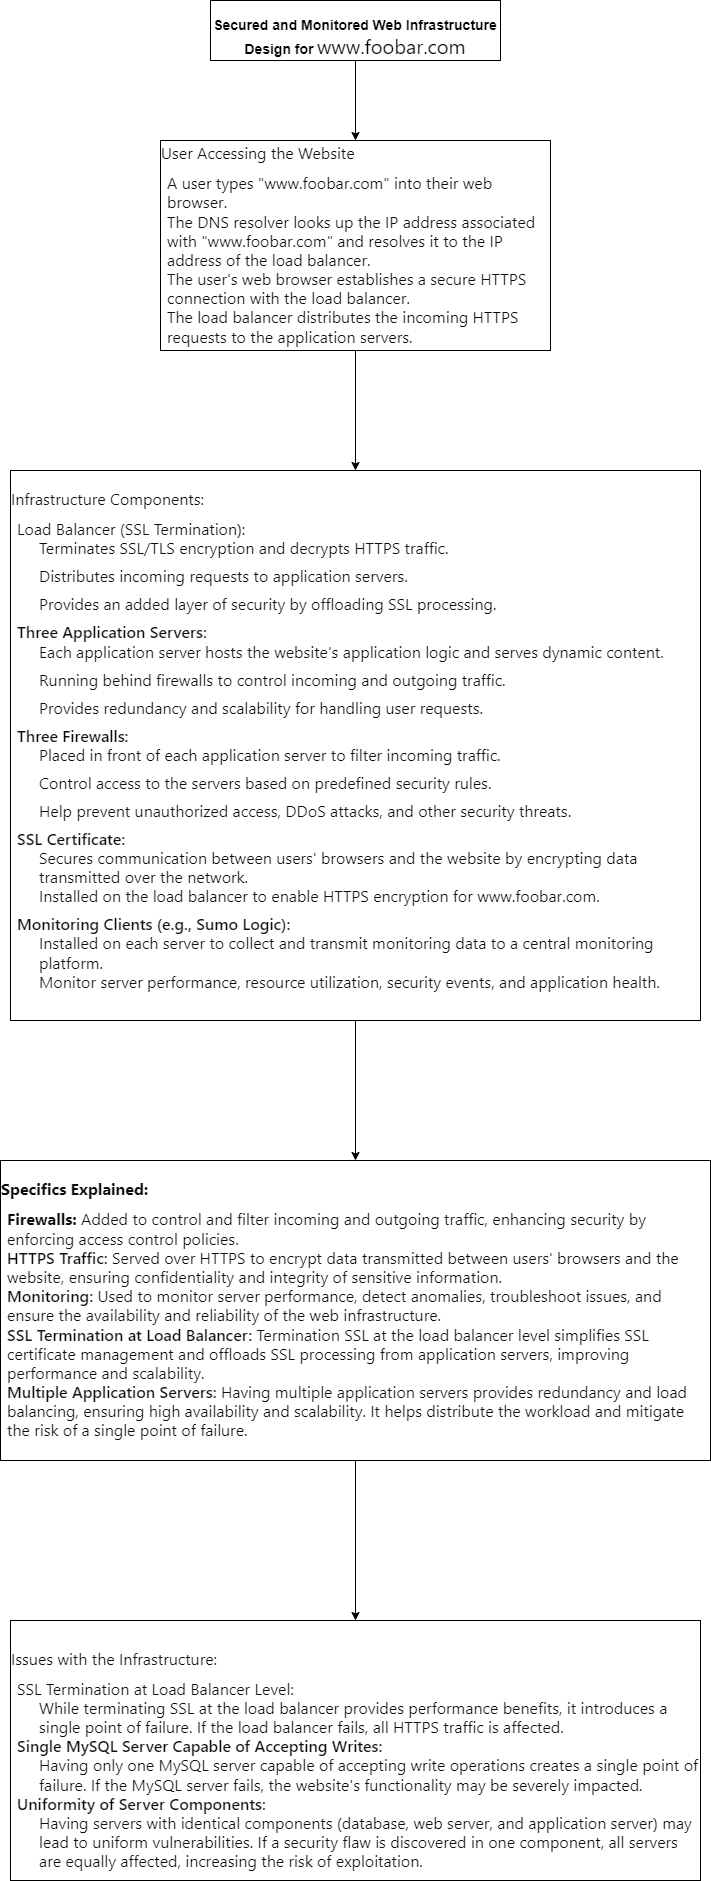 Secured and Monitored Web Infrastructure
Design for www.foobar.com
User Accessing the Website
A user types "www.foobar.com" into their web
browser.
The DNS resolver looks up the IP address associated
with "www.foobar.com" and resolves it to the IP
address of the load balancer.
The user's web browser establishes a secure HTTPS
connection with the load balancer.
The load balancer distributes the incoming HTTPS
requests to the application servers.
Infrastructure Components:
Load Balancer (SSL Termination):
Terminates SSL/TLS encryption and decrypts HTTPS traffic.
Distributes incoming requests to application servers.
Provides an added layer of security by offloading SSL processing.
Three Application Servers:
Each application server hosts the website's application logic and serves dynamic content.
Running behind firewalls to control incoming and outgoing traffic.
Provides redundancy and scalability for handling user requests.
Three Firewalls:
Placed in front of each application server to filter incoming traffic.
Control access to the servers based on predefined security rules.
Help prevent unauthorized access, DDoS attacks, and other security threats.
SSL Certificate:
Secures communication between users' browsers and the website by encrypting data
transmitted over the network.
Installed on the load balancer to enable HTTPS encryption for www.foobar.com.
Monitoring Clients (e.g., Sumo Logic):
Installed on each server to collect and transmit monitoring data to a central monitoring
platform.
Monitor server performance, resource utilization, security events, and application health.
Specifics Explained:
Firewalls: Added to control and filter incoming and outgoing traffic, enhancing security by
enforcing access control policies.
HTTPS Traffic: Served over HTTPS to encrypt data transmitted between users' browsers and the
website, ensuring confidentiality and integrity of sensitive information.
Monitoring: Used to monitor server performance, detect anomalies, troubleshoot issues, and
ensure the availability and reliability of the web infrastructure.
SSL Termination at Load Balancer: Termination SSL at the load balancer level simplifies SSL
certificate management and offloads SSL processing from application servers, improving
performance and scalability.
Multiple Application Servers: Having multiple application servers provides redundancy and load
balancing, ensuring high availability and scalability. It helps distribute the workload and mitigate
the risk of a single point of failure.
Issues with the Infrastructure:
SSL Termination at Load Balancer Level:
While terminating SSL at the load balancer provides performance benefits, it introduces a
single point of failure. If the load balancer fails, all HTTPS traffic is affected.
Single MySQL Server Capable of Accepting Writes:
Having only one MySQL server capable of accepting write operations creates a single point of
failure. If the MySQL server fails, the website's functionality may be severely impacted.
Uniformity of Server Components:
Having servers with identical components (database, web server, and application server) may
lead to uniform vulnerabilities. If a security flaw is discovered in one component, all servers
are equally affected, increasing the risk of exploitation.